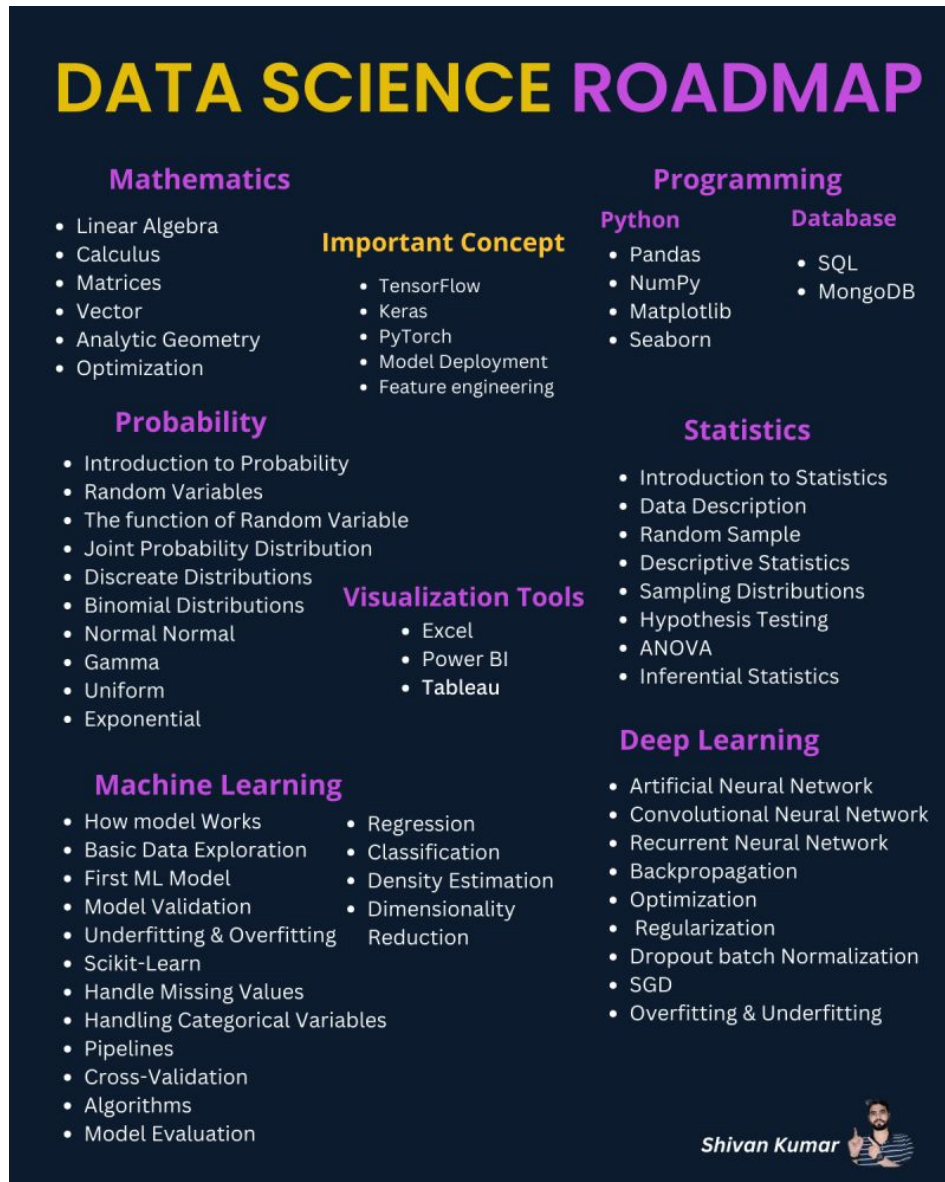 DATA SCIENCE ROADMAP
Mathematics
Linear Algebra
Calculus
Matrices
Vector
Analytic Geometry
Optimization
Important Concept
TensorFlow
Keras
PyTorch
Model Deployment
Feature engineering
Programming
Python
Pandas
NumPy
Matplotlib
Seaborn
Database
SQL
MongoDB
Probability
Introduction to Probability
Random Variables
The function of Random Variable
Joint Probability Distribution
Discreate Distributions
Binomial Distributions
Normal Normal
Gamma
Uniform
Exponential
Visualization Tools
Excel
Power BI
Tableau
Statistics
Introduction to Statistics
Data Description
Random Sample
Descriptive Statistics
Sampling Distributions
Hypothesis Testing
ANOVA
Inferential Statistics
Machine Learning
How model Works
Basic Data Exploration
First ML Model
Model Validation
Underfitting & Overfitting
Scikit-Learn
Handle Missing Values
Handling Categorical Variables
Pipelines
Cross-Validation
Algorithms
Model Evaluation
Regression
Classification
Density Estimation
Dimensionality
Reduction
Deep Learning
Artificial Neural Network
Convolutional Neural Network
Recurrent Neural Network
Backpropagation
Optimization
Regularization
Dropout batch Normalization
SGD
Overfitting & Underfitting
Shivan Kumar